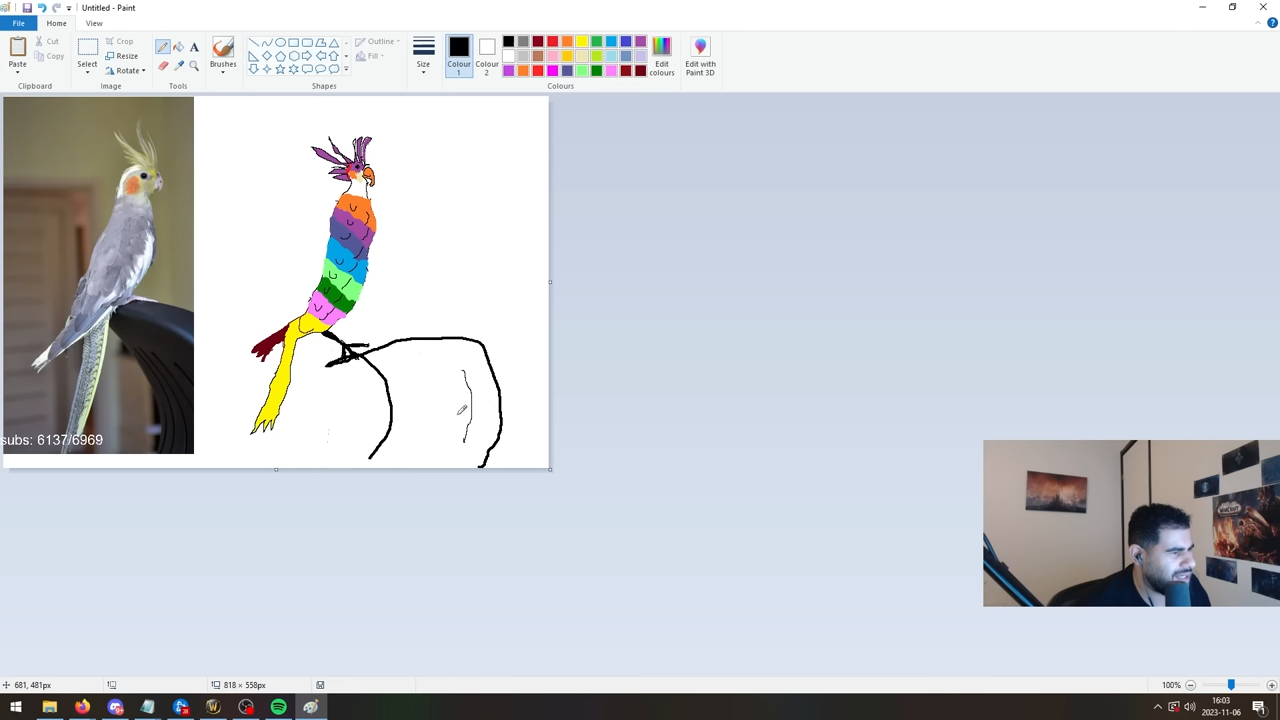 Untitled - Paint
File Home View
Paste
Cut
Copy
Clipboard
Select
Crop
Resize
Rotate
Image
A
Tools
Brushes
Outline
Fill
Shapes
Size
Colour 1
Colour 2
Edit colours
Edit with Paint 3D
Colours
subs: 6137/6969
WARCRAFT
681, 481px
818 × 558px
100%
W
16:03
2023-11-06